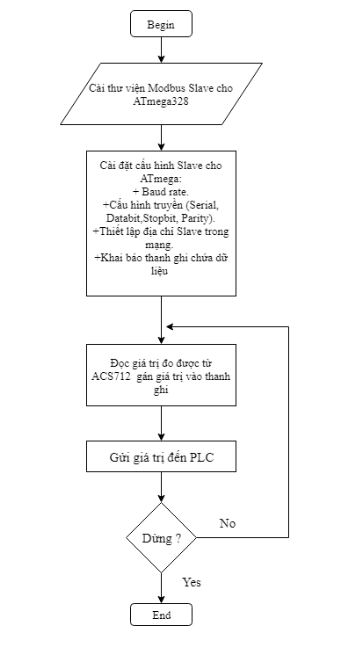 Begin
Cài thư viện Modbus Slave cho
ATmega328
Cài đặt cấu hình Slave cho
ATmega:
+ Baud rate.
+Cấu hình truyền (Serial,
Databit,Stopbit, Parity).
+Thiết lập địa chỉ Slave trong
mạng.
+Khai báo thanh ghi chứa dữ
liệu
Đọc giá trị đo được từ
ACS712 gán giá trị vào thanh
ghi
Gửi giá trị đến PLC
Dừng ?
No
Yes
End